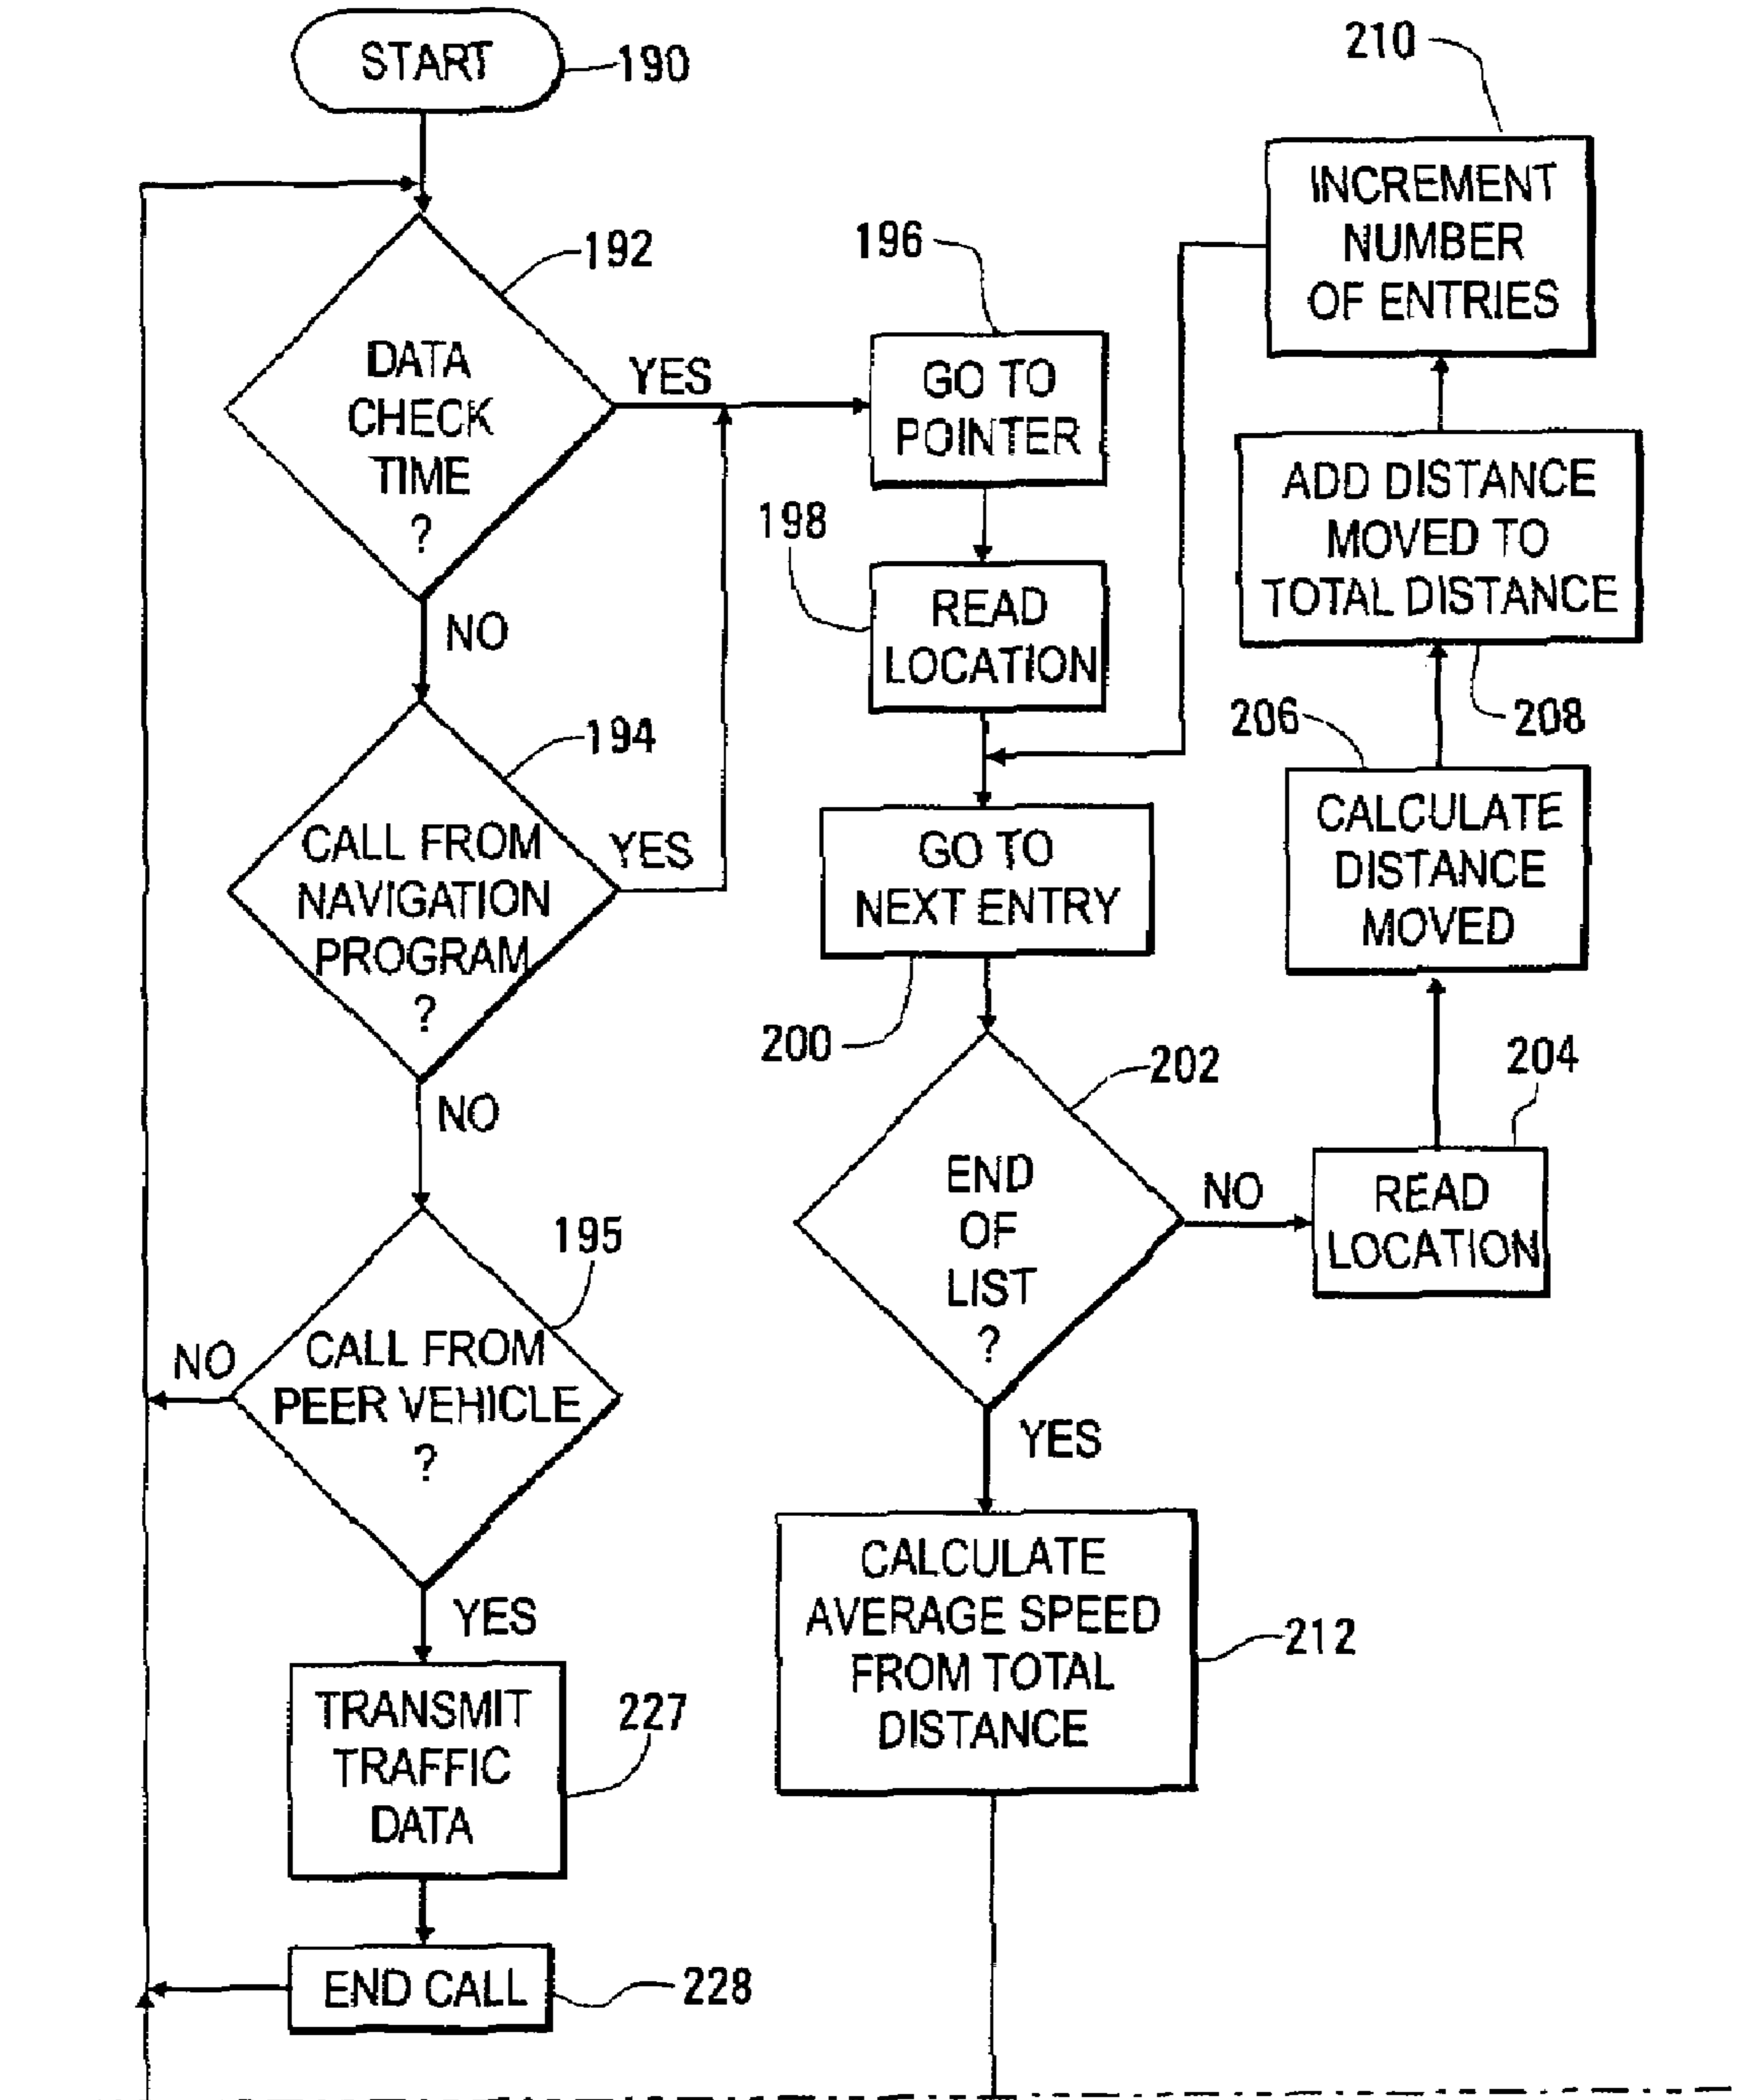 START
190
192
DATA
CHECK
TIME
?
YES
NO
194
CALL FROM
NAVIGATION
PROGRAM
?
YES
NO
195
CALL FROM
PEER VEHICLE
?
NO
YES
TRANSMIT
TRAFFIC
DATA
227
END CALL
228
196
GO TO
POINTER
198
READ
LOCATION
GO TO
NEXT ENTRY
200
202
END
OF
LIST
?
NO
YES
CALCULATE
AVERAGE SPEED
FROM TOTAL
DISTANCE
212
204
READ
LOCATION
206
CALCULATE
DISTANCE
MOVED
208
ADD DISTANCE
MOVED TO
TOTAL DISTANCE
210
INCREMENT
NUMBER
OF ENTRIES